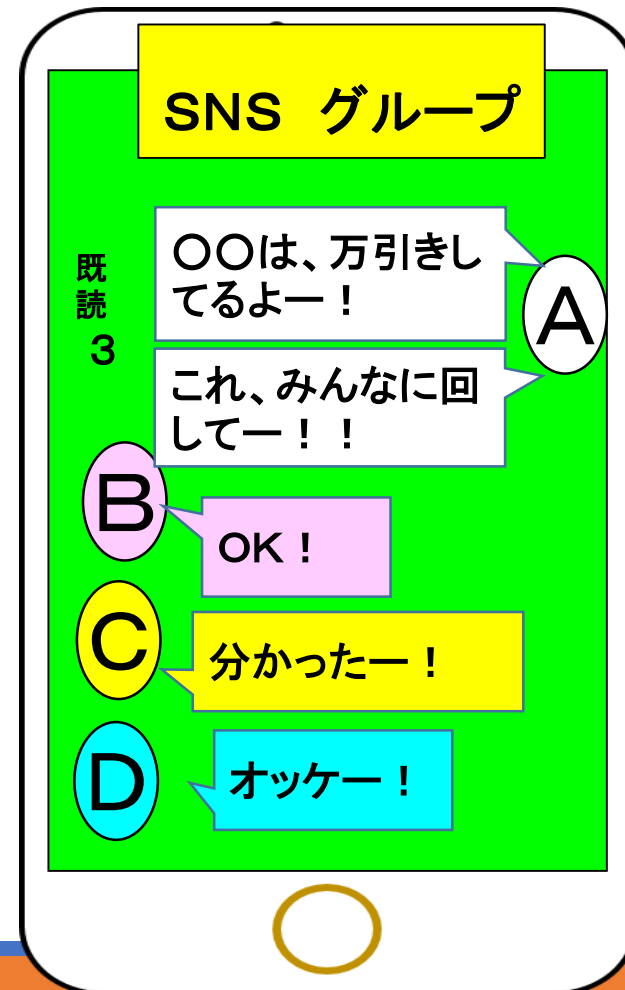 SNS　グループ
〇〇は、万引きし
てるよー！
既読
３
A
これ、みんなに回
してー！！
B
OK！
C
分かったー！
D
オッケー！